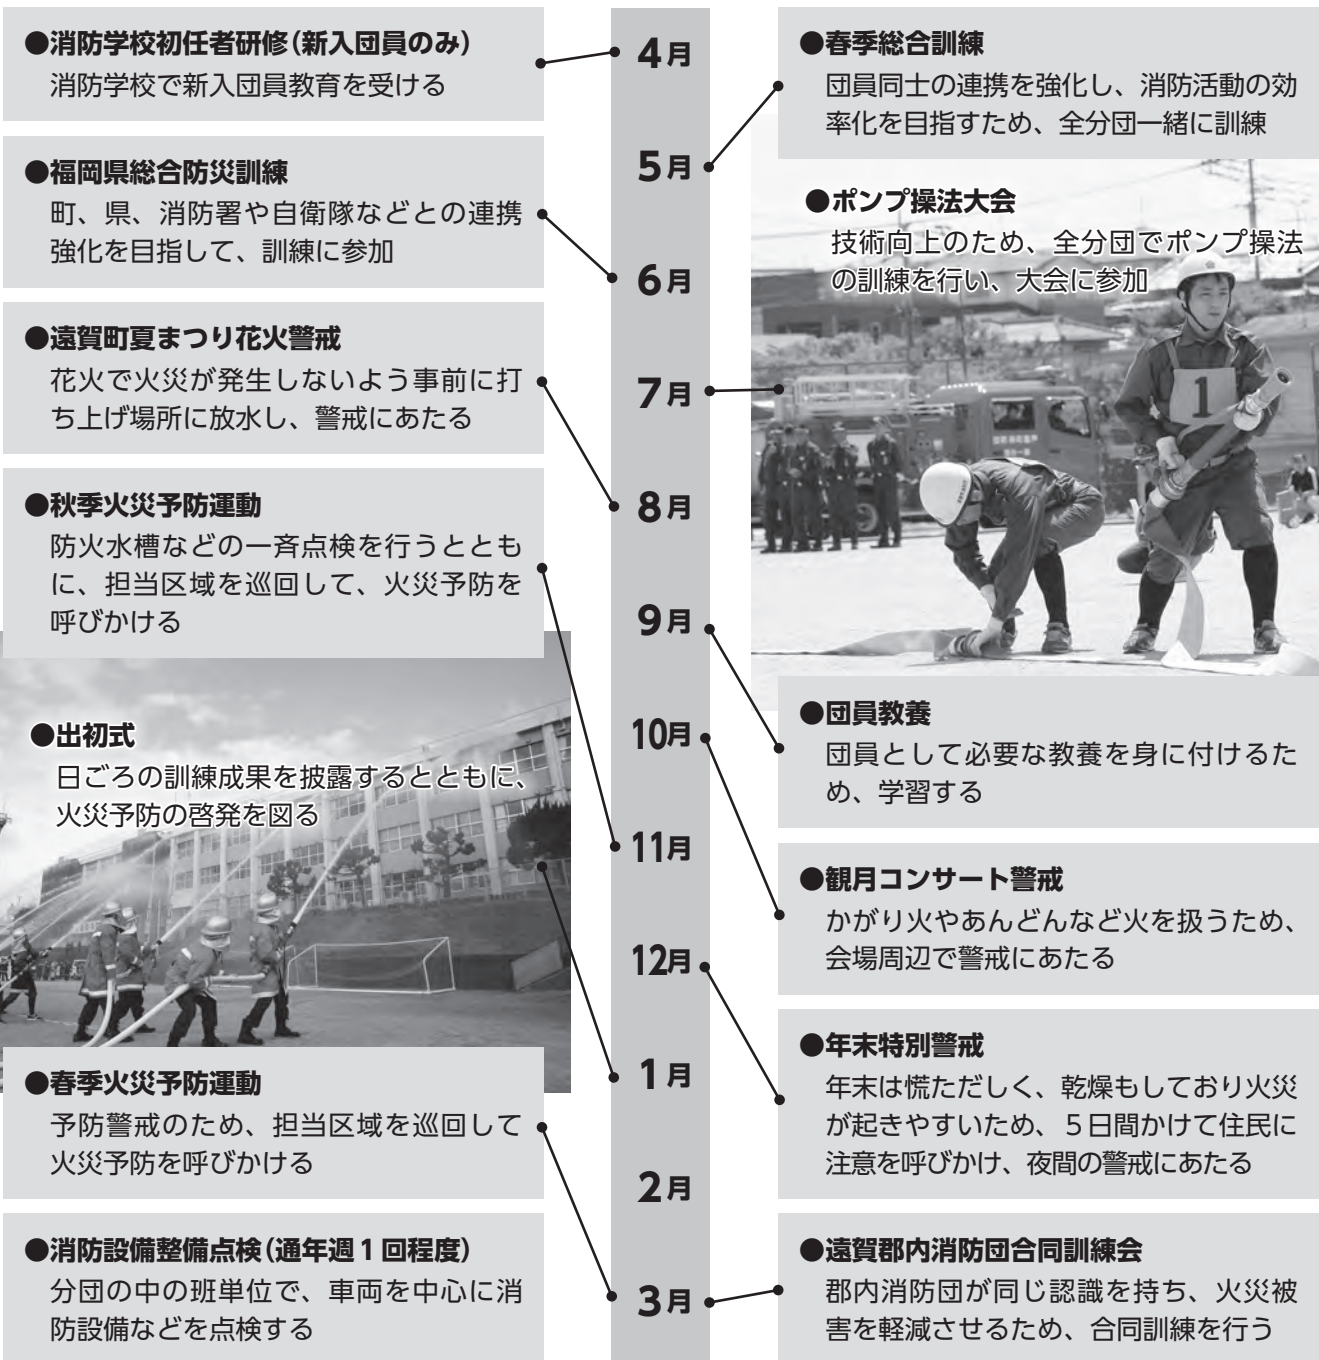 ●消防学校初任者研修(新入団員のみ)
消防学校で新入団員教育を受ける
●福岡県総合防災訓練
町、県、消防署や自衛隊などとの連携
強化を目指して、訓練に参加
●遠賀町夏まつり花火警戒
花火で火災が発生しないよう事前に打
ち上げ場所に放水し、警戒にあたる
●秋季火災予防運動
防火水槽などの一斉点検を行うととも
に、担当区域を巡回して、火災予防を
呼びかける
●出初式
日ごろの訓練成果を披露するとともに、
火災予防の啓発を図る
●春季火災予防運動
予防警戒のため、担当区域を巡回して
火災予防を呼びかける
●消防設備整備点検(通年週1回程度)
分団の中の班単位で、車両を中心に消
防設備などを点検する
4月
5月
6月
7月
8月
9月
10月
11月
12月
1月
2月
3月
●春季総合訓練
団員同士の連携を強化し、消防活動の効
率化を目指すため、全分団一緒に訓練
●ポンプ操法大会
技術向上のため、全分団でポンプ操法
の訓練を行い、大会に参加
1
●団員教養
団員として必要な教養を身に付けるた
め、学習する
●観月コンサート警戒
かがり火やあんどんなど火を扱うため、
会場周辺で警戒にあたる
●年末特別警戒
年末は慌ただしく、乾燥もしており火災
が起きやすいため、5日間かけて住民に
注意を呼びかけ、夜間の警戒にあたる
●遠賀郡内消防団合同訓練会
郡内消防団が同じ認識を持ち、火災被
害を軽減させるため、合同訓練を行う